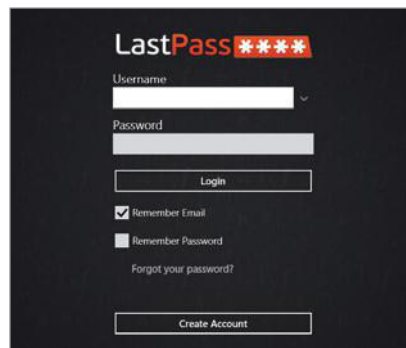 LastPass ****
Username
Password
Login
Remember Email
Remember Password
Forgot your password?
Create Account